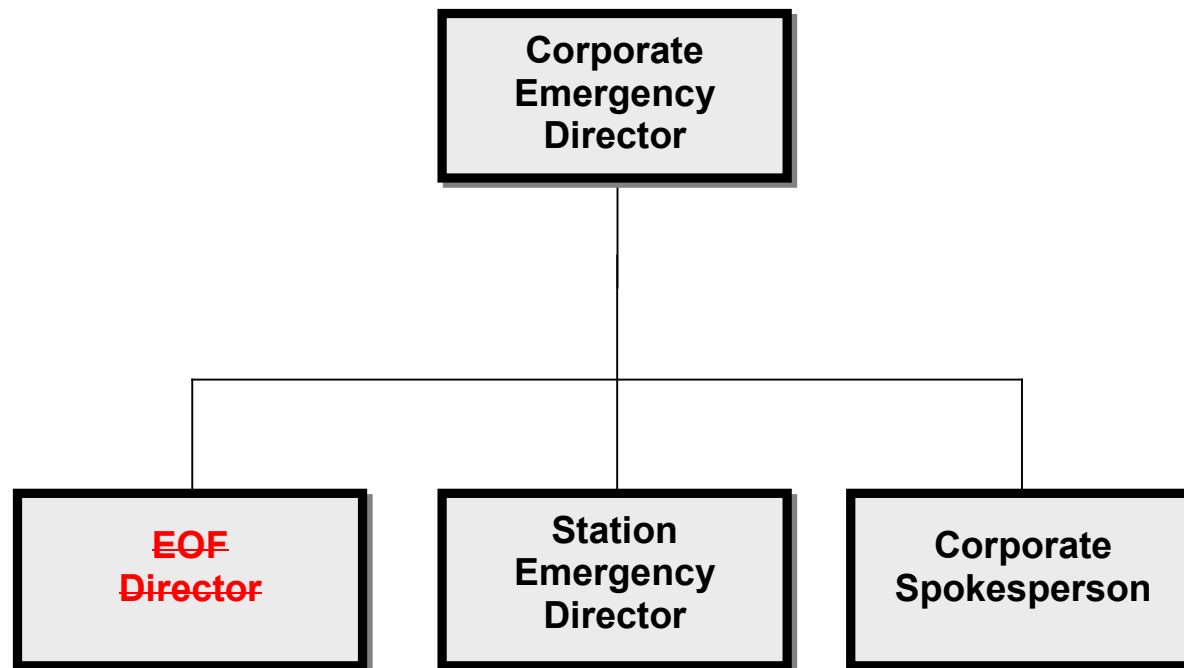 Corporate
Emergency
Director
EOF
Director
Station
Emergency
Director
Corporate
Spokesperson